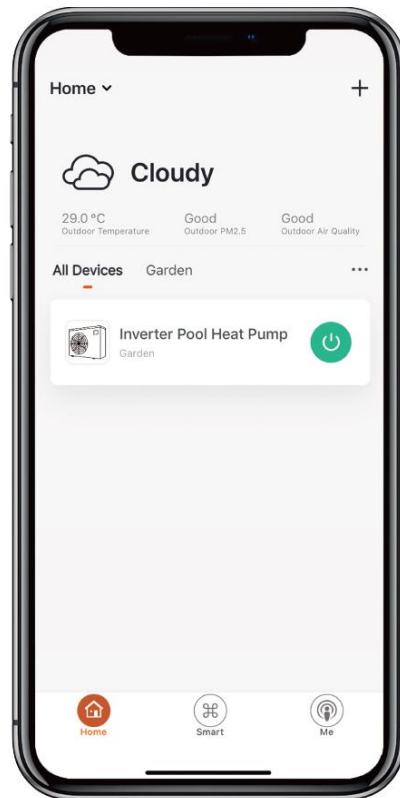 Home
Cloudy
29.0 °C Good Good
Outdoor Temperature Outdoor PM2.5 Outdoor Air Quality
All Devices Garden
Inverter Pool Heat Pump
Garden
Home Smart Me